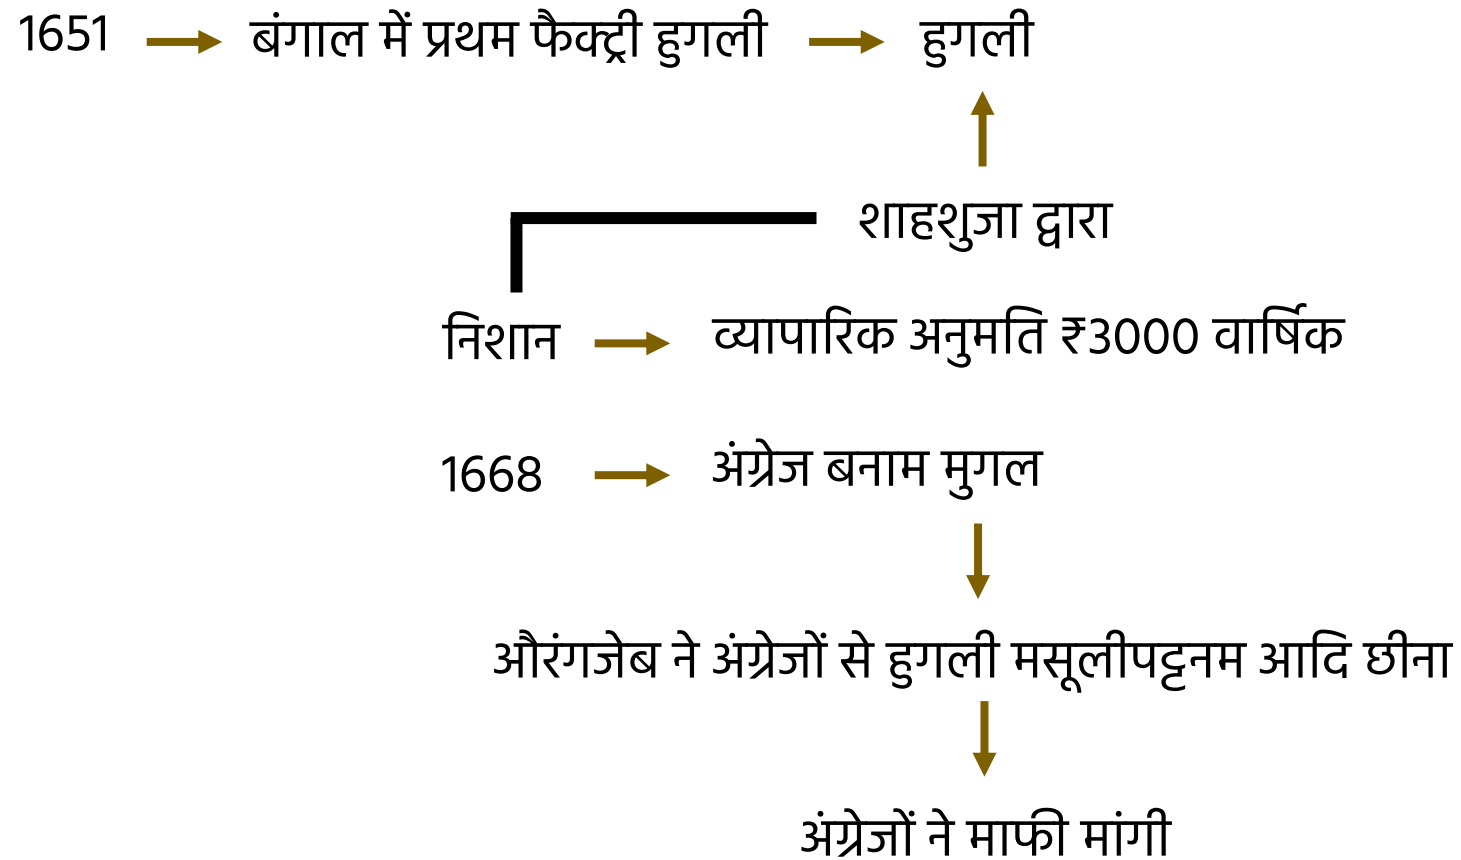 1651 → बंगाल में प्रथम फैक्ट्री हुगली → हुगली
शाहशुजा द्वारा
निशान → व्यापारिक अनुमति ₹3000 वार्षिक
1668 → अंग्रेज बनाम मुगल
औरंगजेब ने अंग्रेजों से हुगली मसूलीपट्टनम आदि छीना
अंग्रेजों ने माफी मांगी